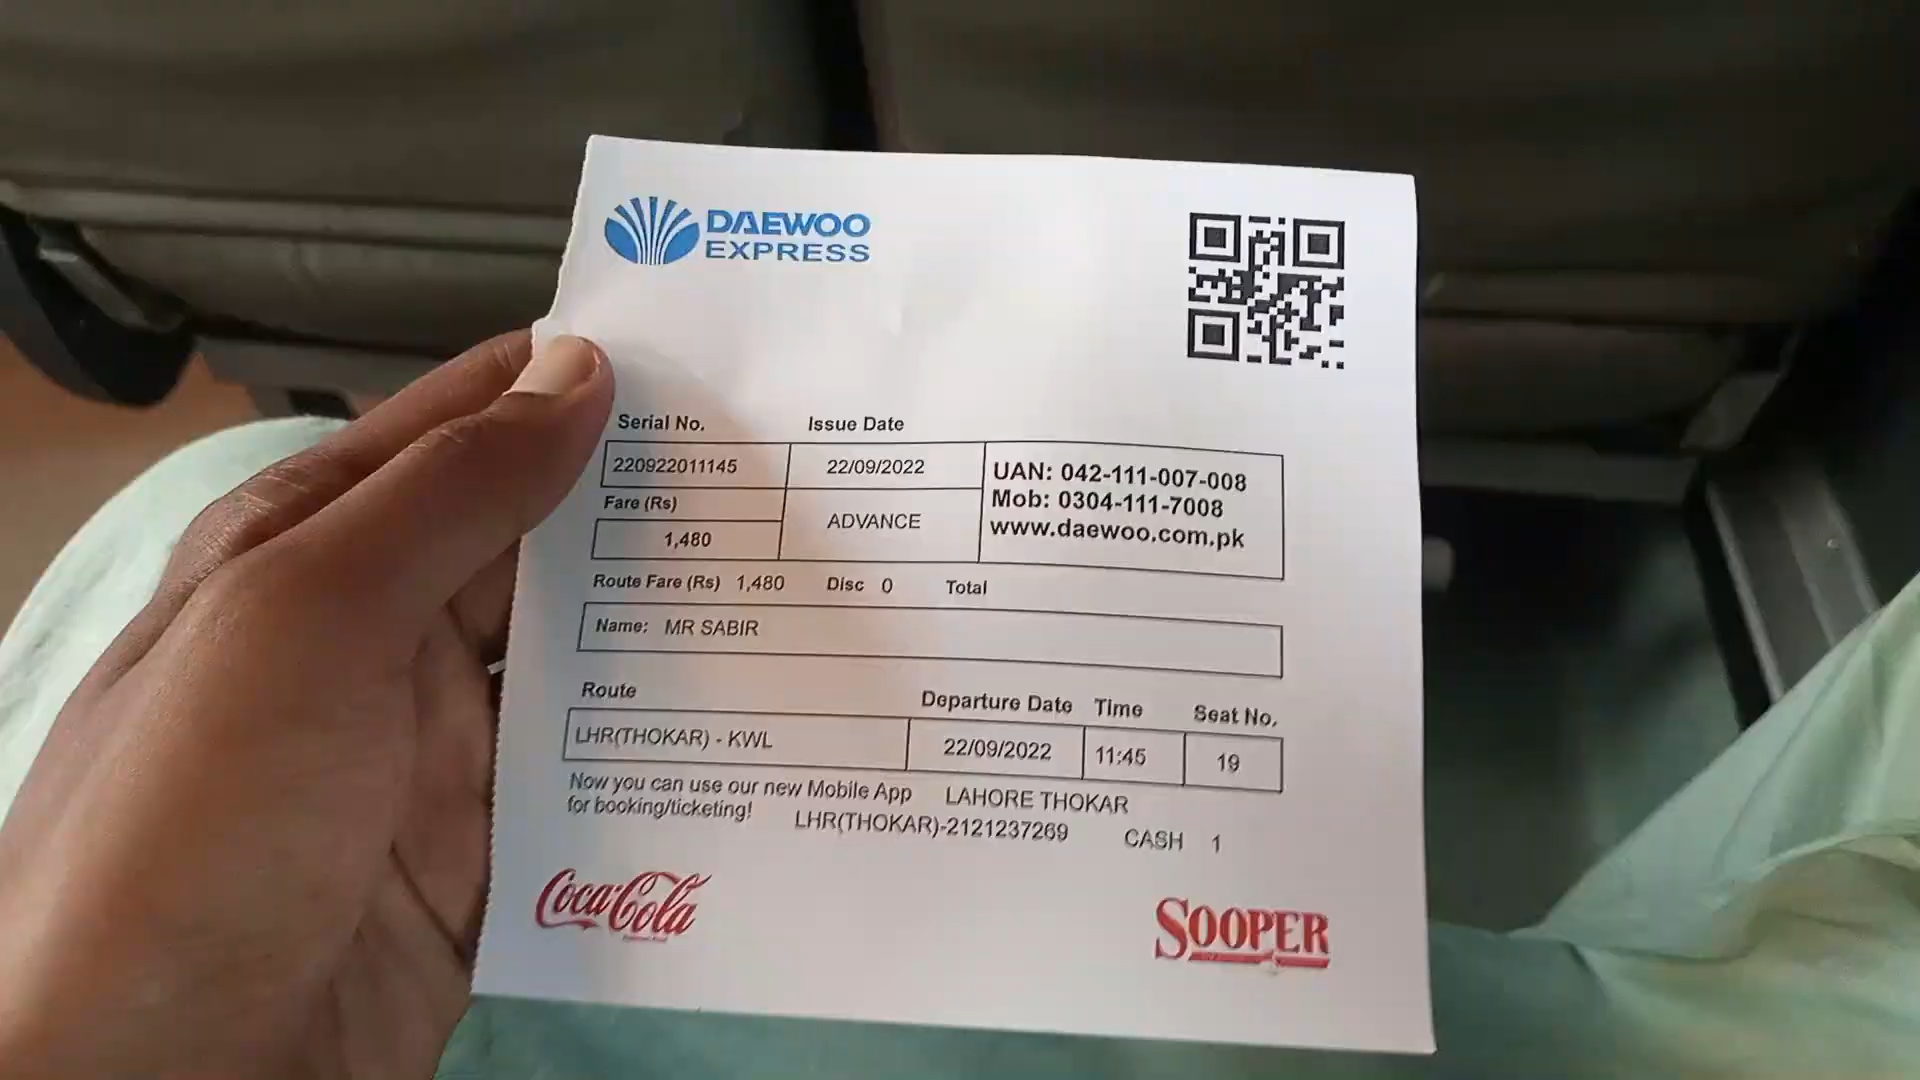 DAEWOO
EXPRESS
Serial No. Issue Date
220922011145 22/09/2022
UAN: 042-111-007-008
Mob: 0304-111-7008
www.daewoo.com.pk
Fare (Rs)
1,480 ADVANCE
Route Fare (Rs) 1,480 Disc 0 Total
Name: MR SABIR
Route Departure Date Time Seat No.
LHR(THOKAR) - KWL 22/09/2022 11:45 19
Now you can use our new Mobile App LAHORE THOKAR
for booking/ticketing! LHR(THOKAR)-2121237269 CASH 1
Coca-Cola
SOOPER